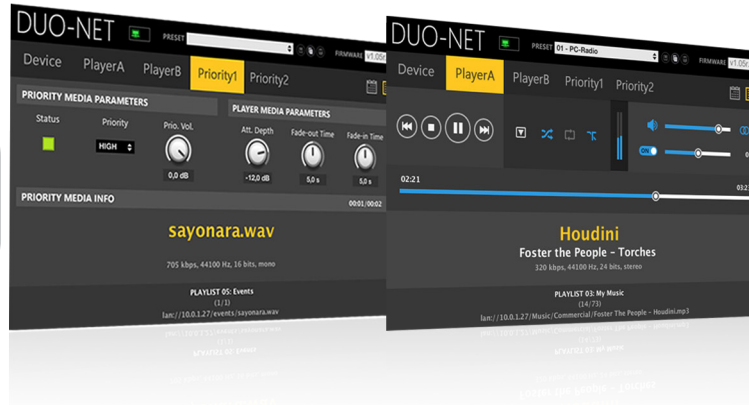 DUO-NET
PRESET
FIRMWARE v1.05r
Device PlayerA PlayerB Priority1 Priority2
PRIORITY MEDIA PARAMETERS
PLAYER MEDIA PARAMETERS
Status Priority Prio. Vol.
Att. Depth Fade-out Time Fade-in Time
HIGH
0,0 dB
-12,0 dB 5,0 s 5,0 s
PRIORITY MEDIA INFO 00:01/00:02
sayonara.wav
705 kbps, 44100 Hz, 16 bits, mono
PLAYLIST 05: Events
(1/1)
lan://10.0.1.27/events/sayonara.wav
DUO-NET
PRESET 01 - PC-Radio
FIRMWARE v1.05r
Device PlayerA PlayerB Priority1 Priority2
ON
02:21
Houdini
Foster the People - Torches
320 kbps, 44100 Hz, 24 bits, stereo
PLAYLIST 03: My Music
(14/73)
lan://10.0.1.27/Music/Commercial/Foster The People - Houdini.mp3